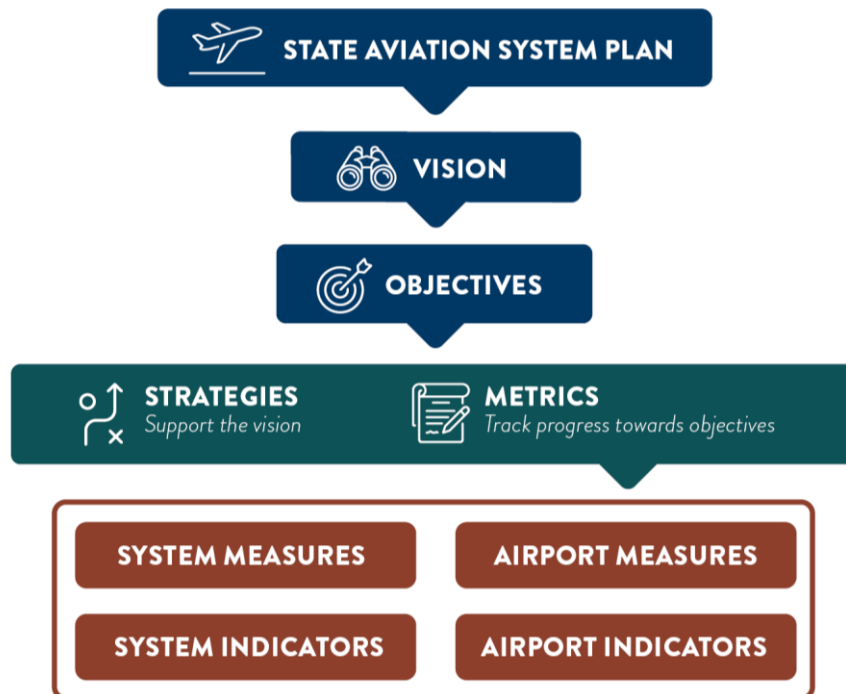 STATE AVIATION SYSTEM PLAN
VISION
OBJECTIVES
STRATEGIES
Support the vision
METRICS
Track progress towards objectives
SYSTEM MEASURES
AIRPORT MEASURES
SYSTEM INDICATORS
AIRPORT INDICATORS